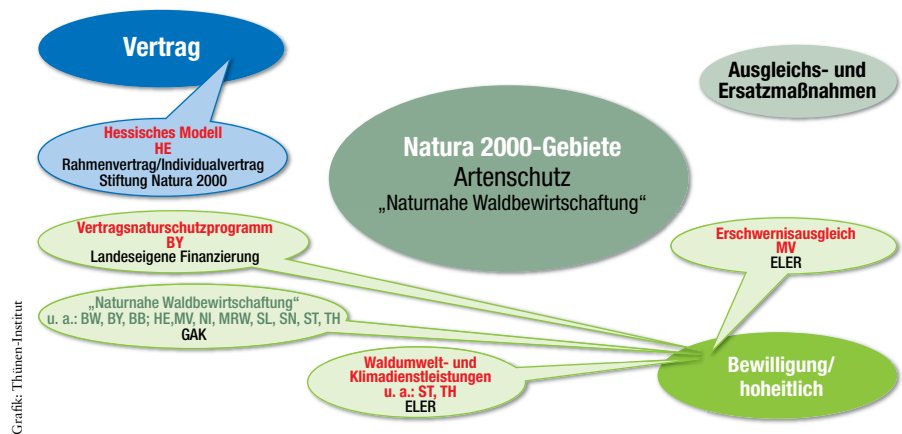 Vertrag
Ausgleichs- und
Ersatzmaßnahmen
Hessisches Modell
HE
Rahmenvertrag/Individualvertrag
Stiftung Natura 2000
Natura 2000-Gebiete
Artenschutz
„Naturnahe Waldbewirtschaftung“
Vertragsnaturschutzprogramm
BY
Landeseigene Finanzierung
Erschwernisausgleich
MV
ELER
„Naturnahe Waldbewirtschaftung“
u. a.: BW, BY, BB; HE,MV, NI, MRW, SL, SN, ST, TH
GAK
Waldumwelt- und
Klimadienstleistungen
u. a.: ST, TH
ELER
Bewilligung/
hoheitlich
Grafik: Thünen-Institut